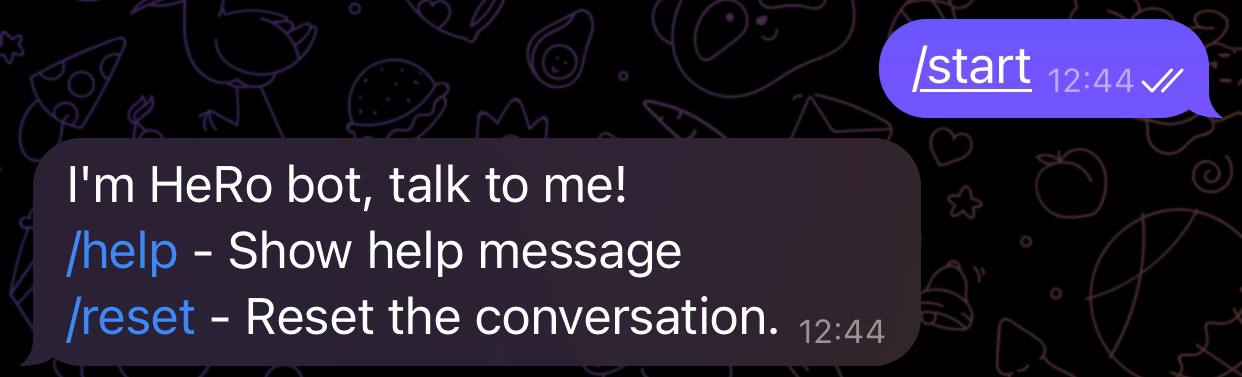 /start 12:44
I'm HeRo bot, talk to me!
/help - Show help message
/reset - Reset the conversation. 12:44